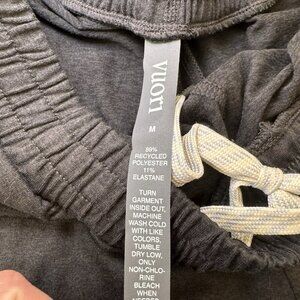 vuori
M
89%
RECYCLED
POLYESTER
11%
ELASTANE
TURN
GARMENT
INSIDE OUT,
MACHINE
WASH COLD
WITH LIKE
COLORS,
TUMBLE
DRY LOW,
ONLY
NON-CHLO-
RINE
BLEACH
WHEN